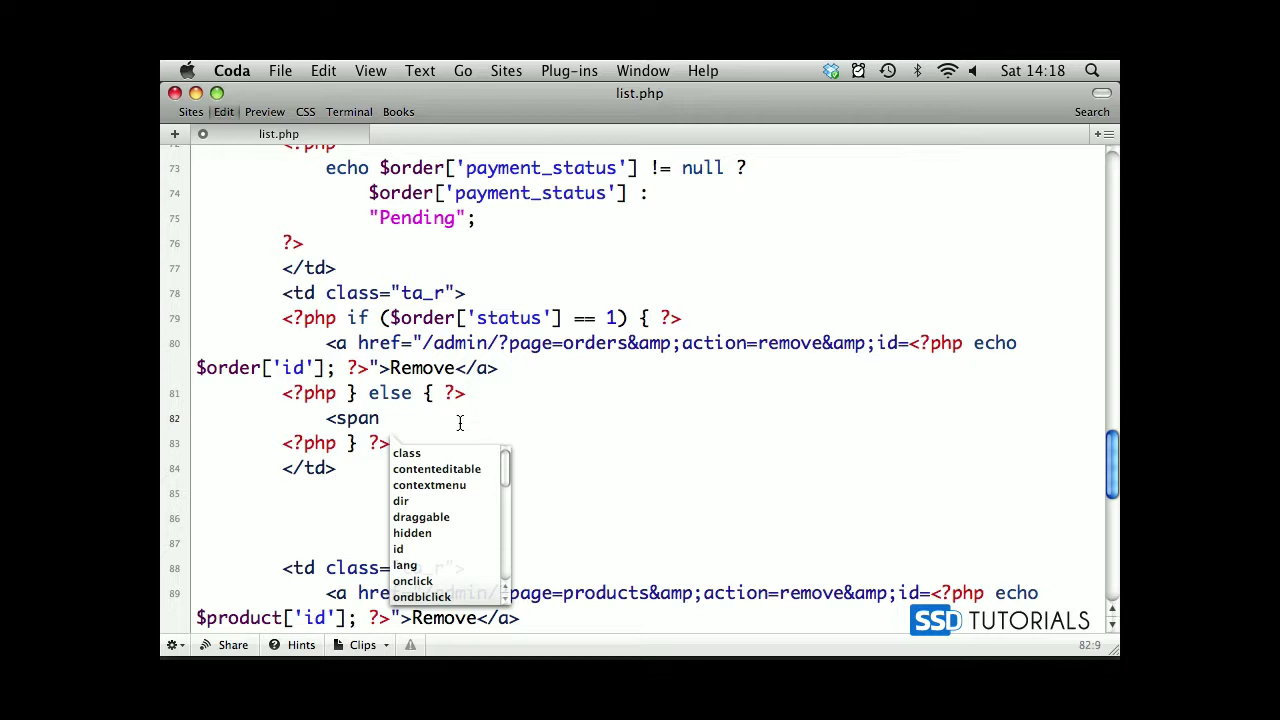 Coda File Edit View Text Go Sites Plug-ins Window Help Sat 14:18
list.php
Sites Edit Preview CSS Terminal Books Search
+ list.php
72 <?php
73 echo $order['payment_status'] != null ?
74 $order['payment_status'] :
75 "Pending";
76 ?>
77 </td>
78 <td class="ta_r">
79 <?php if ($order['status'] == 1) { ?>
80 <a href="/admin/?page=orders&amp;action=remove&amp;id=<?php echo
$order['id']; ?>">Remove</a>
81 <?php } else { ?>
82 <span
83 <?php } ?>
class
84 </td>
contenteditable
85
contextmenu
dir
86
draggable
hidden
87
id
88 <td class="ta_r">
lang
onclick
89 <a href="/admin/?page=products&amp;action=remove&amp;id=<?php echo
ondblclick
$product['id']; ?>">Remove</a>
SSD TUTORIALS
Share Hints Clips 82:9